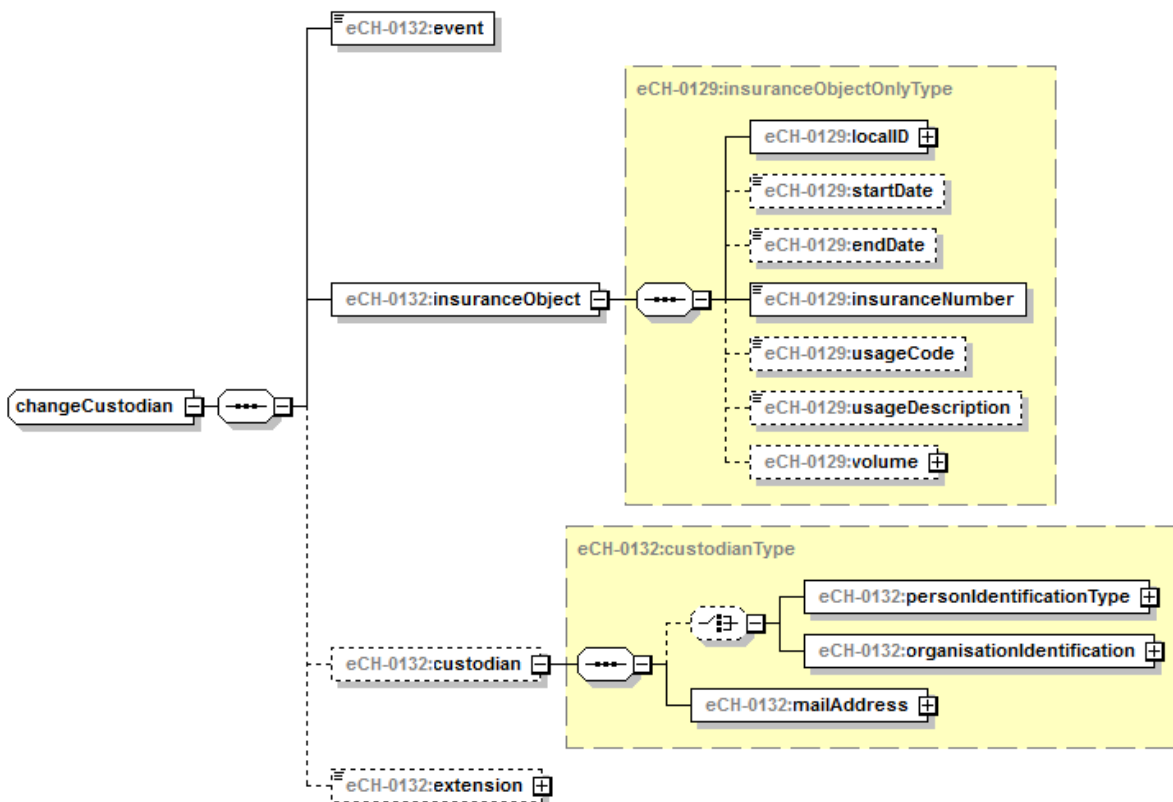 eCH-0132:event
eCH-0129:insuranceObjectOnlyType
eCH-0129:localID
eCH-0129:startDate
eCH-0129:endDate
eCH-0132:insuranceObject
eCH-0129:insuranceNumber
eCH-0129:usageCode
changeCustodian
eCH-0129:usageDescription
eCH-0129:volume
eCH-0132:custodianType
eCH-0132:personIdentificationType
eCH-0132:organisationIdentification
eCH-0132:custodian
eCH-0132:mailAddress
eCH-0132:extension